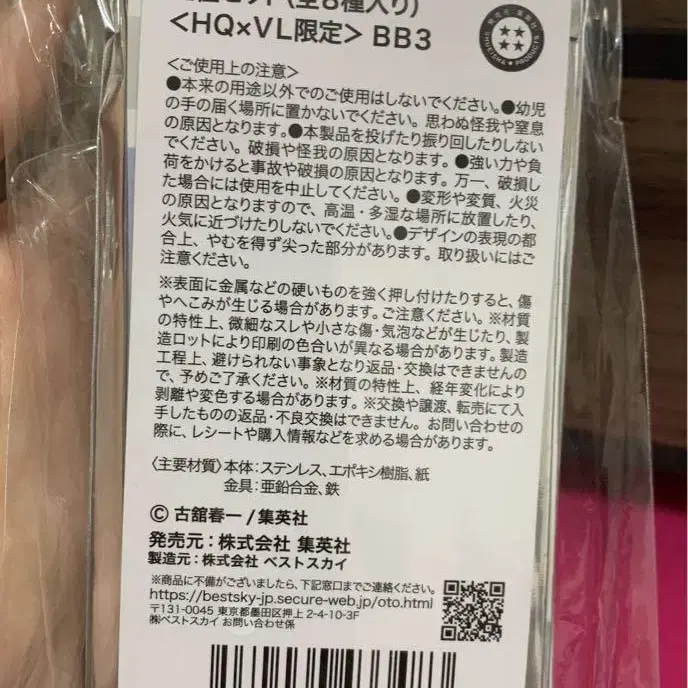 セット(全8種入り)
<HQ×VL限定> BB3
発売元：集英社
SHUEISHA PRODUCTS
<ご使用上の注意>
●本来の用途以外でのご使用はしないでください。●幼児
の手の届く場所に置かないでください。思わぬ怪我や窒息
の原因となります。●本製品を投げたり振り回したりしない
でください。破損や怪我の原因となります。●強い力や負
荷をかけると事故や破損の原因となります。万一、破損し
た場合には使用を中止してください。●変形や変質、火災
の原因となりますので、高温・多湿な場所に放置したり、
火気に近づけたりしないでください。●デザインの表現の都
合上、やむを得ず尖った部分があります。取り扱いにはご
注意ください。
※表面に金属などの硬いものを強く押し付けたりすると、傷
やへこみが生じる場合があります。ご注意ください。※材質
の特性上、微細なスレや小さな傷・気泡などが生じたり、製
造ロットにより印刷の色合いが異なる場合があります。製造
工程上、避けられない事象となり返品・交換はできませんの
で、予めご了承ください。※材質の特性上、経年変化により
剥離や変色する場合があります。※交換や譲渡、転売にて入
手したものの返品・不良交換はできません。お問い合わせの
際に、レシートや購入情報などを求める場合があります。
〈主要材質〉本体：ステンレス、エポキシ樹脂、紙
金具：亜鉛合金、鉄
© 古舘春一/集英社
発売元：株式会社 集英社
製造元：株式会社 ベストスカイ
※商品に不備がございましたら、下記窓口までご連絡ください。
https://bestsky-jp.secure-web.jp/oto.html
〒131-0045 東京都墨田区押上 2-4-10-3F
㈱ベストスカイ お問い合わせ係